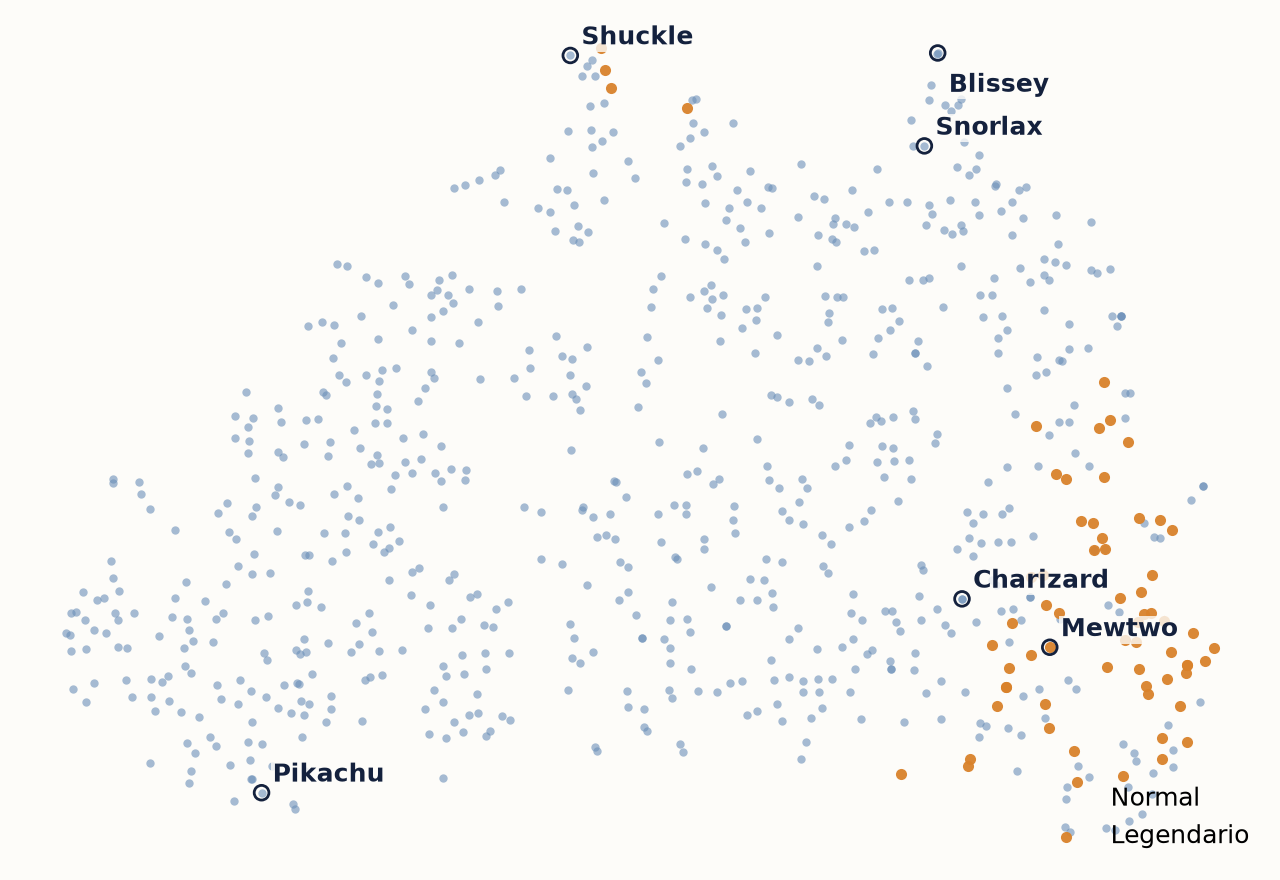 Shuckle
Blissey
Snorlax
Charizard
Mewtwo
Pikachu
Normal
Legendario